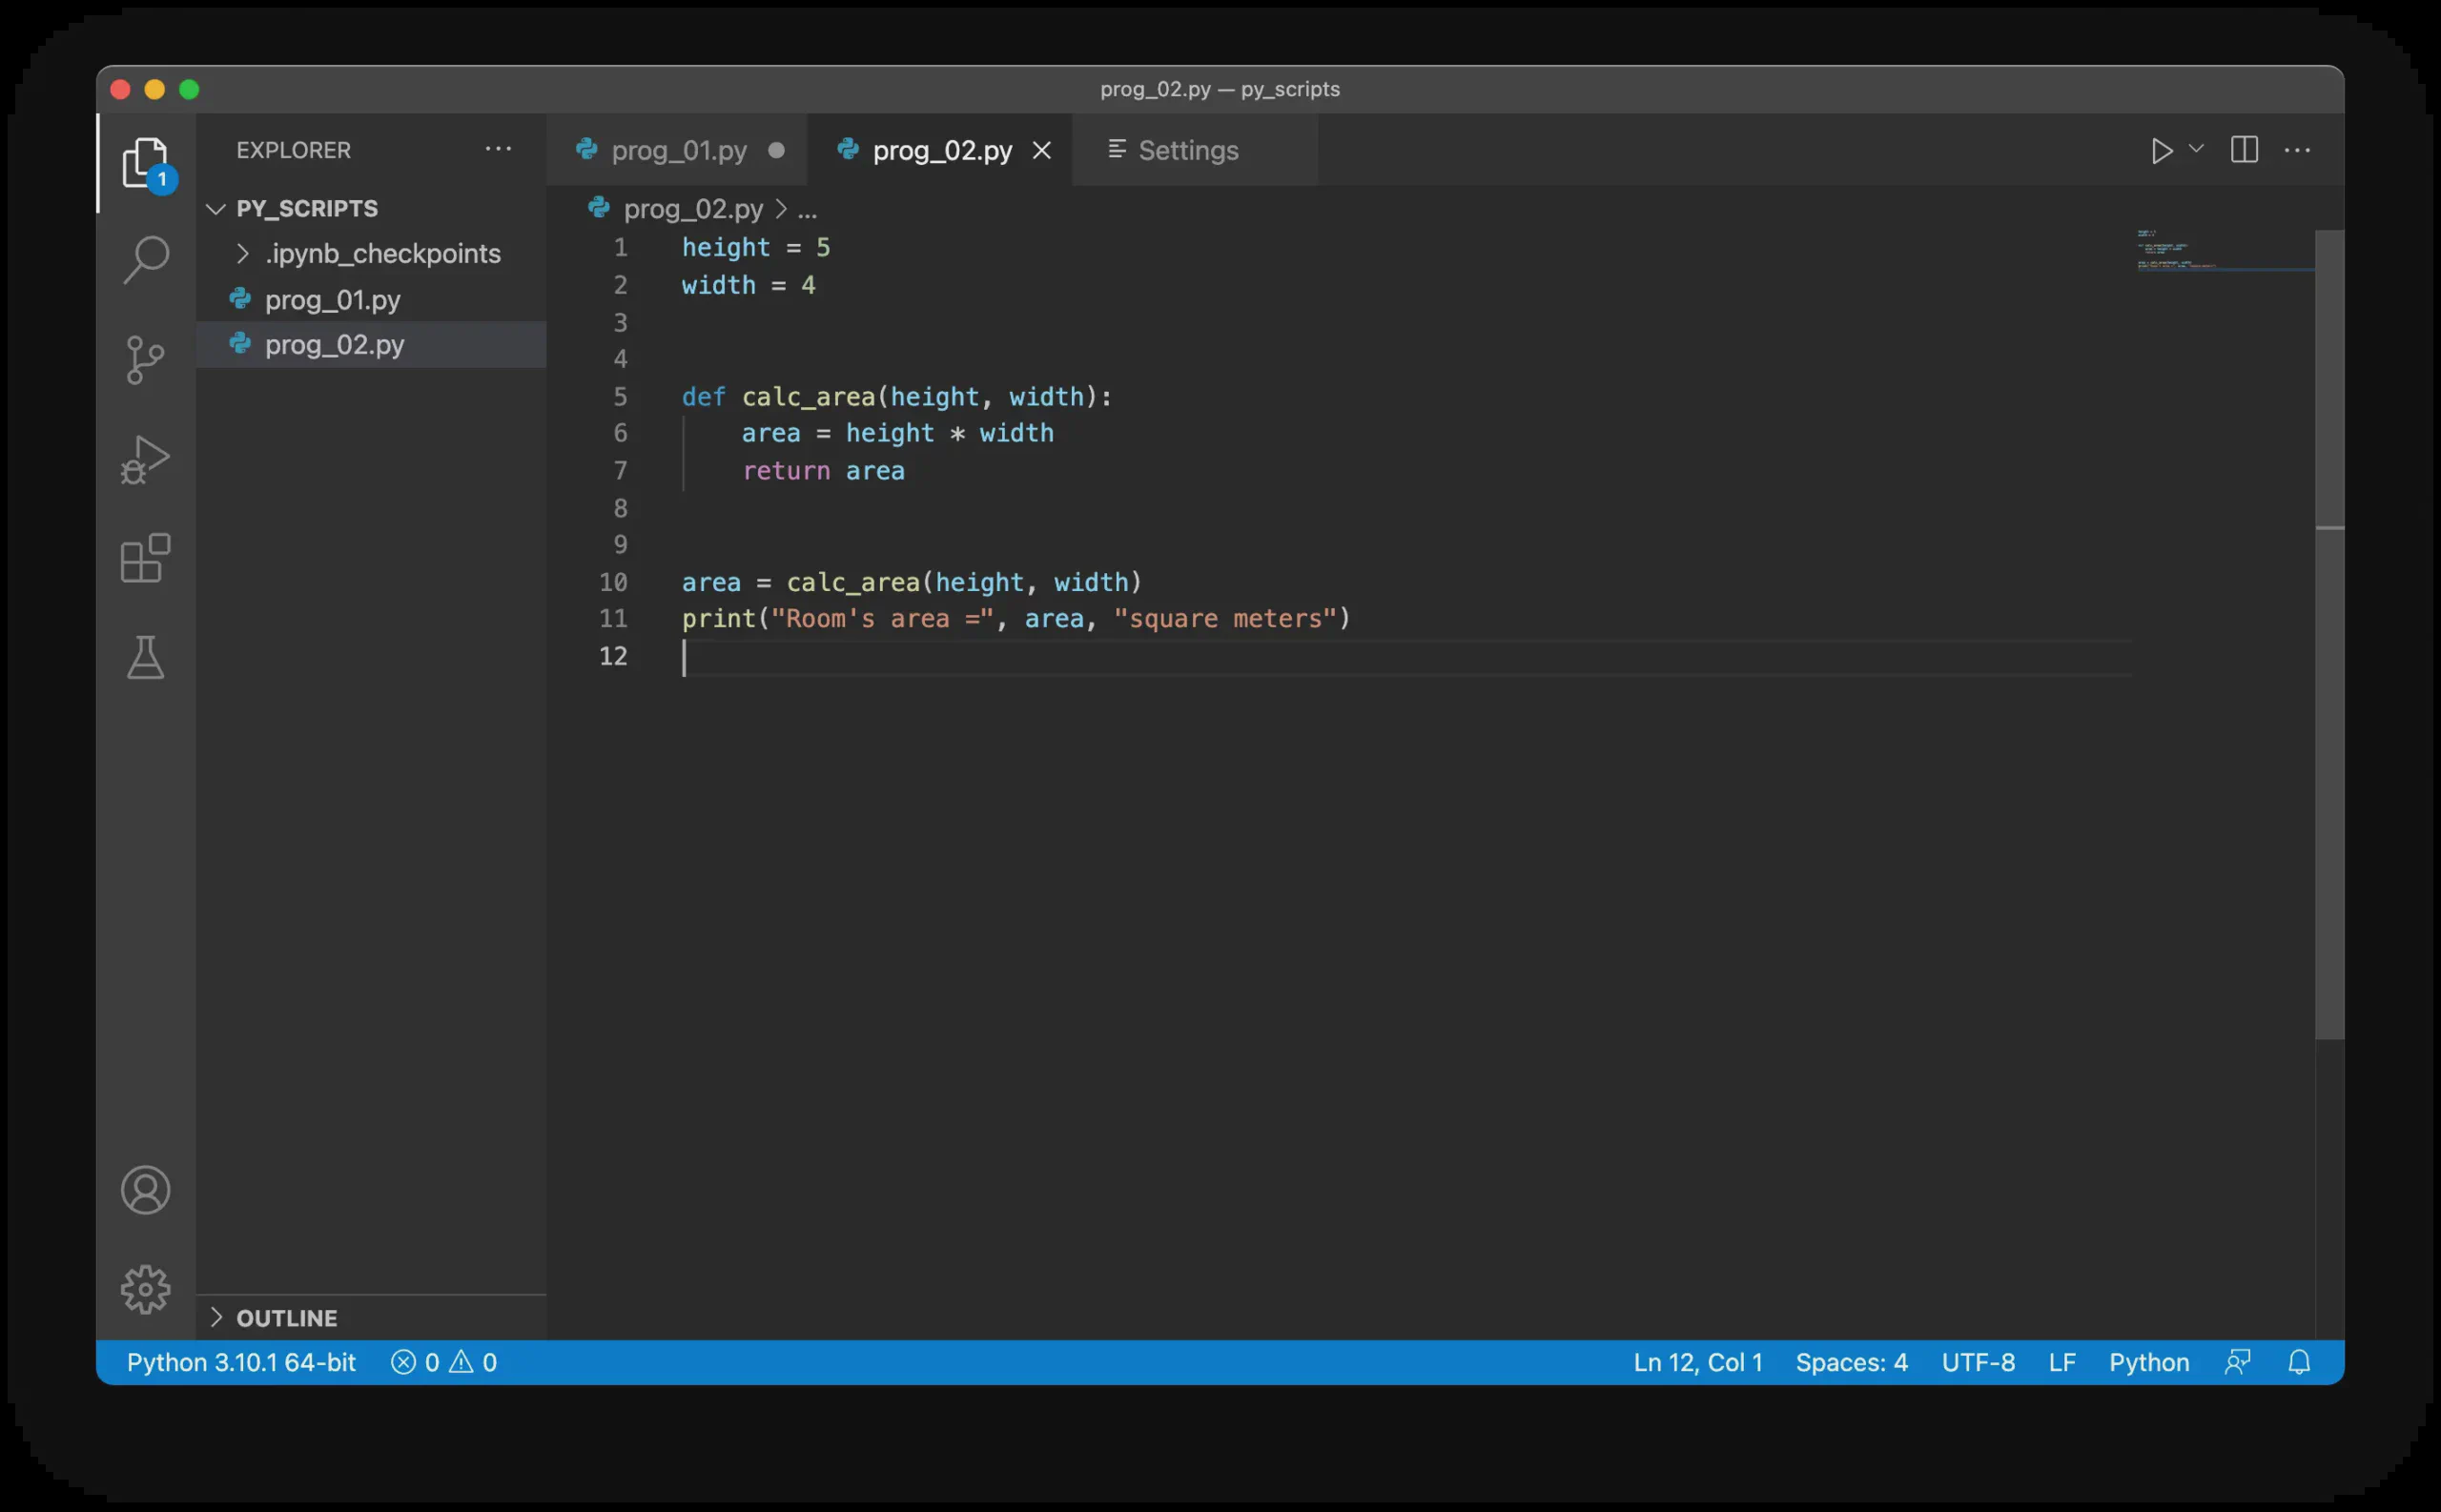 prog_02.py — py_scripts
1
EXPLORER ···
PY_SCRIPTS
.ipynb_checkpoints
prog_01.py
prog_02.py
OUTLINE
prog_01.py
prog_02.py
Settings
prog_02.py > ...
1 height = 5
2 width = 4
3
4
5 def calc_area(height, width):
6     area = height * width
7     return area
8
9
10 area = calc_area(height, width)
11 print("Room's area =", area, "square meters")
12
Python 3.10.1 64-bit 0 0 Ln 12, Col 1 Spaces: 4 UTF-8 LF Python